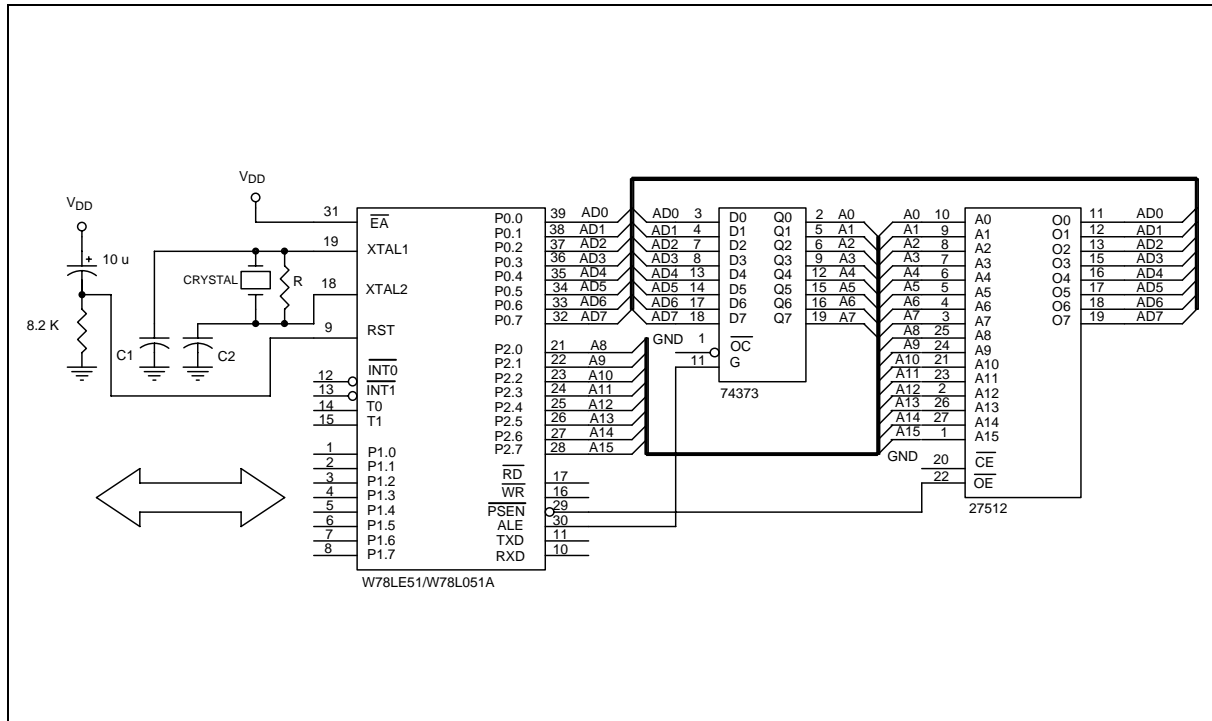 VDD
10 u
8.2 K
VDD
CRYSTAL
R
C1
C2
31 EA
19 XTAL1
18 XTAL2
9 RST
12 INT0
13 INT1
14 T0
15 T1
1 P1.0
2 P1.1
3 P1.2
4 P1.3
5 P1.4
6 P1.5
7 P1.6
8 P1.7
P0.0 39 AD0
P0.1 38 AD1
P0.2 37 AD2
P0.3 36 AD3
P0.4 35 AD4
P0.5 34 AD5
P0.6 33 AD6
P0.7 32 AD7
P2.0 21 A8
P2.1 22 A9
P2.2 23 A10
P2.3 24 A11
P2.4 25 A12
P2.5 26 A13
P2.6 27 A14
P2.7 28 A15
RD 17
WR 16
PSEN 29
ALE 30
TXD 11
RXD 10
W78LE51/W78L051A
AD0 3 D0 Q0 2 A0
AD1 4 D1 Q1 5 A1
AD2 7 D2 Q2 6 A2
AD3 8 D3 Q3 9 A3
AD4 13 D4 Q4 12 A4
AD5 14 D5 Q5 15 A5
AD6 17 D6 Q6 16 A6
AD7 18 D7 Q7 19 A7
GND 1 OC
11 G
74373
A0 10 A0 O0 11 AD0
A1 9 A1 O1 12 AD1
A2 8 A2 O2 13 AD2
A3 7 A3 O3 15 AD3
A4 6 A4 O4 16 AD4
A5 5 A5 O5 17 AD5
A6 4 A6 O6 18 AD6
A7 3 A7 O7 19 AD7
A8 25 A8
A9 24 A9
A10 21 A10
A11 23 A11
A12 2 A12
A13 26 A13
A14 27 A14
A15 1 A15
GND 20 CE
22 OE
27512